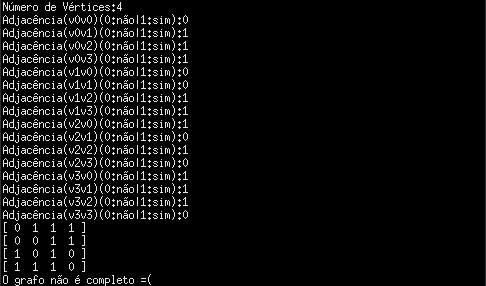 Número de Vértices:4
Adjacência(v0v0)(0:não|1:sim):0
Adjacência(v0v1)(0:não|1:sim):1
Adjacência(v0v2)(0:não|1:sim):1
Adjacência(v0v3)(0:não|1:sim):1
Adjacência(v1v0)(0:não|1:sim):0
Adjacência(v1v1)(0:não|1:sim):0
Adjacência(v1v2)(0:não|1:sim):1
Adjacência(v1v3)(0:não|1:sim):1
Adjacência(v2v0)(0:não|1:sim):1
Adjacência(v2v1)(0:não|1:sim):0
Adjacência(v2v2)(0:não|1:sim):1
Adjacência(v2v3)(0:não|1:sim):0
Adjacência(v3v0)(0:não|1:sim):1
Adjacência(v3v1)(0:não|1:sim):1
Adjacência(v3v2)(0:não|1:sim):1
Adjacência(v3v3)(0:não|1:sim):0
[ 0 1 1 1 ]
[ 0 0 1 1 ]
[ 1 0 1 0 ]
[ 1 1 1 0 ]
O grafo não é completo =(